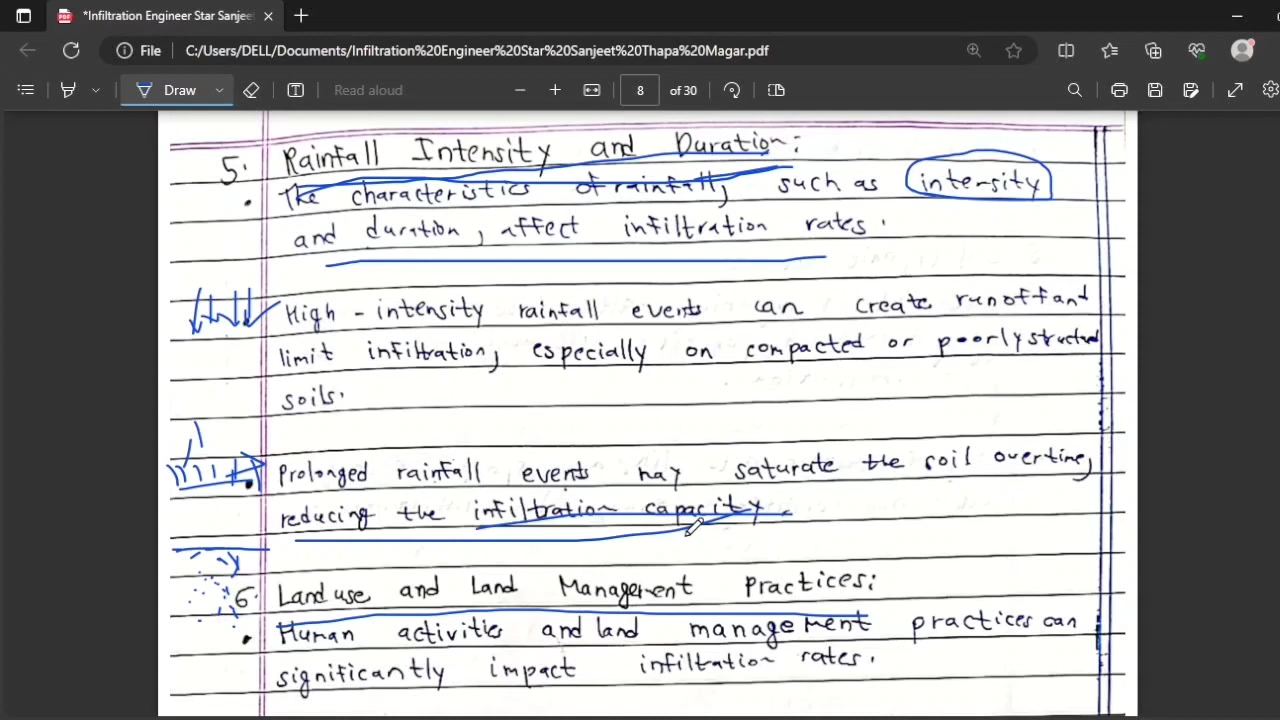 *Infiltration Engineer Star Sanjee
File C:/Users/DELL/Documents/Infiltration%20Engineer%20Star%20Sanjeet%20Thapa%20Magar.pdf
Draw Read aloud 8 of 30
5. Rainfall Intensity and Duration:
The characteristics of rainfall, such as intensity
and duration, affect infiltration rates.
High-intensity rainfall events can create runoff and
limit infiltration, especially on compacted or poorly structured
soils.
Prolonged rainfall events may saturate the soil overtime,
reducing the infiltration capacity.
6. Land use and Land Management Practices:
Human activities and land management practices can
significantly impact infiltration rates.